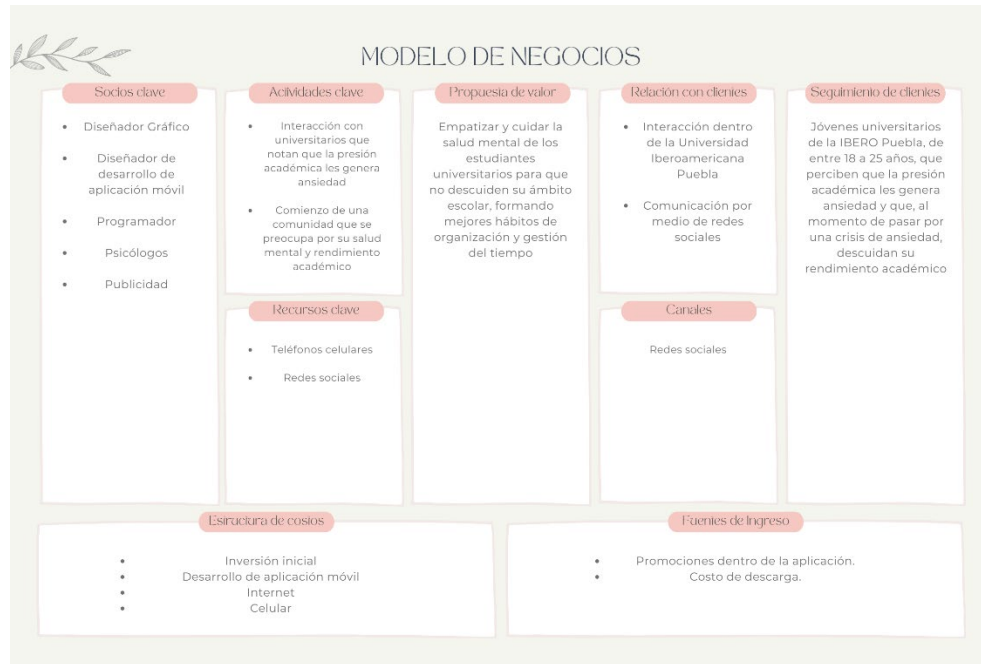 MODELO DE NEGOCIOS
Socios clave
• Diseñador Gráfico
• Diseñador de
desarrollo de
aplicación móvil
• Programador
• Psicólogos
• Publicidad
Actividades clave
• Interacción con
universitarios que
notan que la presión
académica les genera
ansiedad
• Comienzo de una
comunidad que se
preocupa por su salud
mental y rendimiento
académico
Recursos clave
• Teléfonos celulares
• Redes sociales
Propuesta de valor
Empatizar y cuidar la
salud mental de los
estudiantes
universitarios para que
no descuiden su ámbito
escolar, formando
mejores hábitos de
organización y gestión
del tiempo
Relación con clientes
• Interacción dentro
de la Universidad
Iberoamericana
Puebla
• Comunicación por
medio de redes
sociales
Canales
Redes sociales
Seguimiento de clientes
Jóvenes universitarios
de la IBERO Puebla, de
entre 18 a 25 años, que
perciben que la presión
académica les genera
ansiedad y que, al
momento de pasar por
una crisis de ansiedad,
descuidan su
rendimiento académico
Estructura de costos
• Inversión inicial
• Desarrollo de aplicación móvil
• Internet
• Celular
Fuentes de Ingreso
• Promociones dentro de la aplicación.
• Costo de descarga.